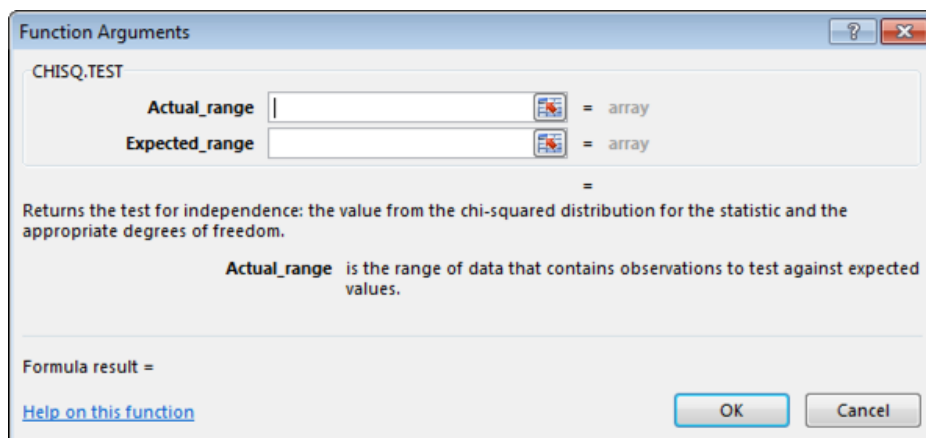 Function Arguments
?
CHISQ.TEST
Actual_range = array
Expected_range = array
=
Returns the test for independence: the value from the chi-squared distribution for the statistic and the
appropriate degrees of freedom.
Actual_range is the range of data that contains observations to test against expected
values.
Formula result =
Help on this function
OK
Cancel